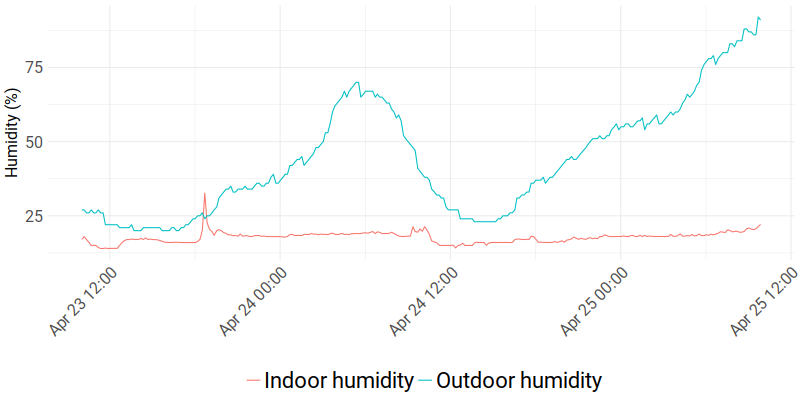 Humidity (%)
75
50
25
Apr 23 12:00
Apr 24 00:00
Apr 24 12:00
Apr 25 00:00
Apr 25 12:00
Indoor humidity
Outdoor humidity